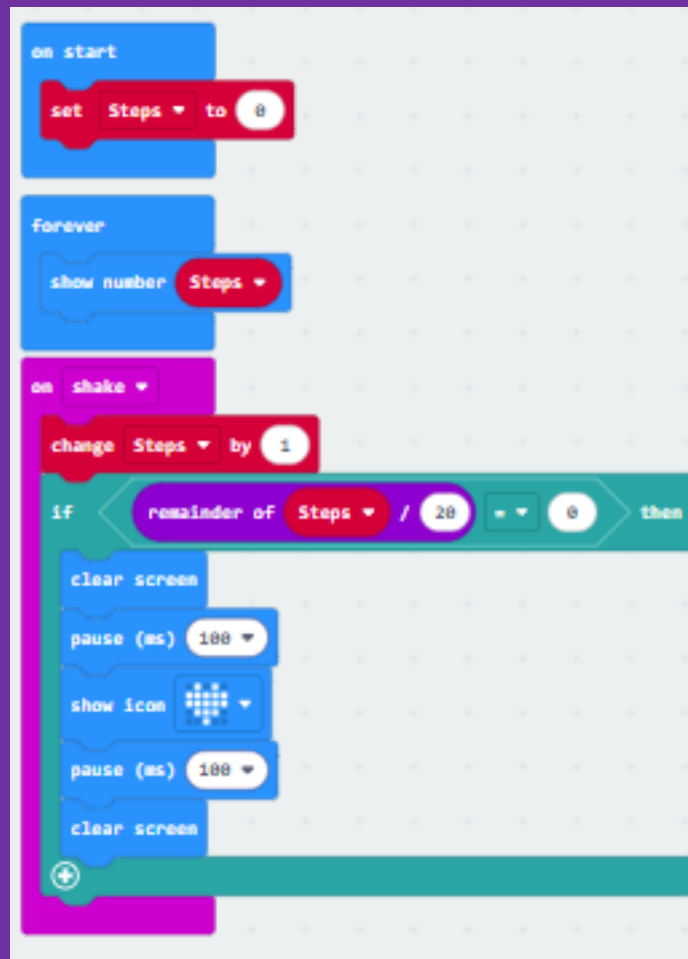 on start
set Steps to 0
forever
show number Steps
on shake
change Steps by 1
if remainder of Steps / 20 = 0 then
clear screen
pause (ms) 100
show icon
pause (ms) 100
clear screen